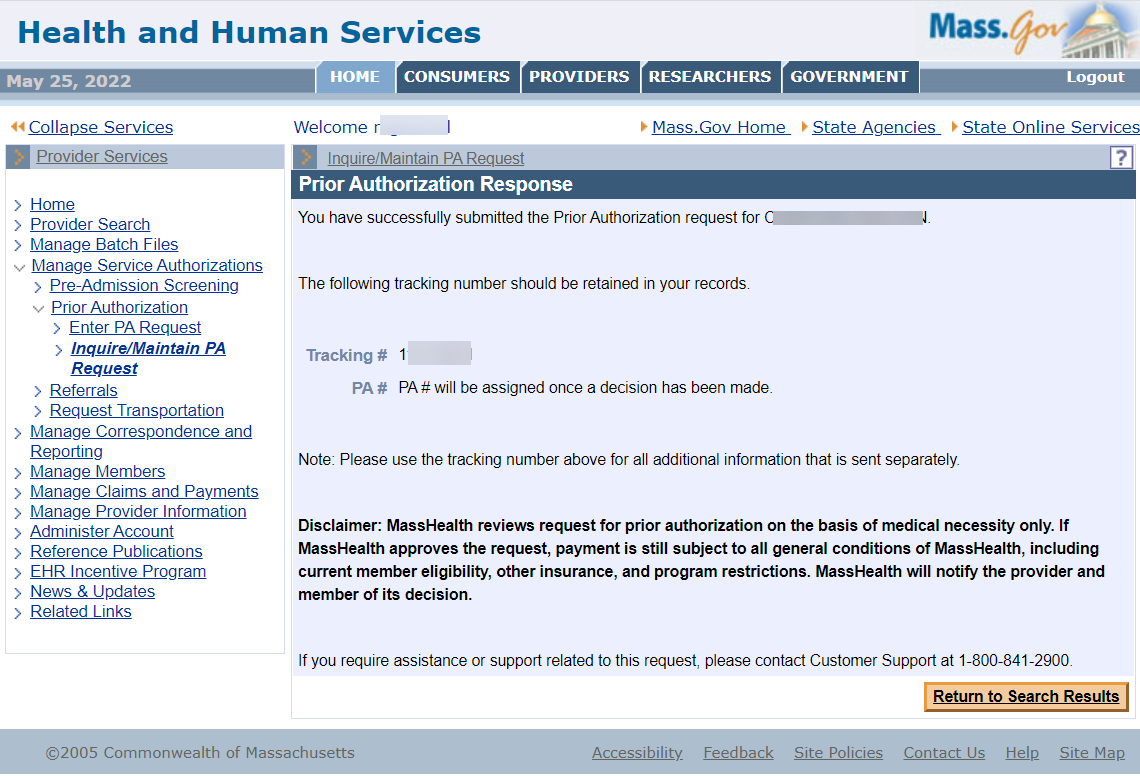 Health and Human Services
Mass.Gov
May 25, 2022
HOME CONSUMERS PROVIDERS RESEARCHERS GOVERNMENT
Logout
Collapse Services
Welcome
Mass.Gov Home State Agencies State Online Services
Provider Services
Home
Provider Search
Manage Batch Files
Manage Service Authorizations
Pre-Admission Screening
Prior Authorization
Enter PA Request
Inquire/Maintain PA
Request
Referrals
Request Transportation
Manage Correspondence and
Reporting
Manage Members
Manage Claims and Payments
Manage Provider Information
Administer Account
Reference Publications
EHR Incentive Program
News & Updates
Related Links
Inquire/Maintain PA Request
?
Prior Authorization Response
You have successfully submitted the Prior Authorization request for
The following tracking number should be retained in your records.
Tracking # 1
PA # PA # will be assigned once a decision has been made.
Note: Please use the tracking number above for all additional information that is sent separately.
Disclaimer: MassHealth reviews request for prior authorization on the basis of medical necessity only. If
MassHealth approves the request, payment is still subject to all general conditions of MassHealth, including
current member eligibility, other insurance, and program restrictions. MassHealth will notify the provider and
member of its decision.
If you require assistance or support related to this request, please contact Customer Support at 1-800-841-2900.
Return to Search Results
©2005 Commonwealth of Massachusetts
Accessibility Feedback Site Policies Contact Us Help Site Map